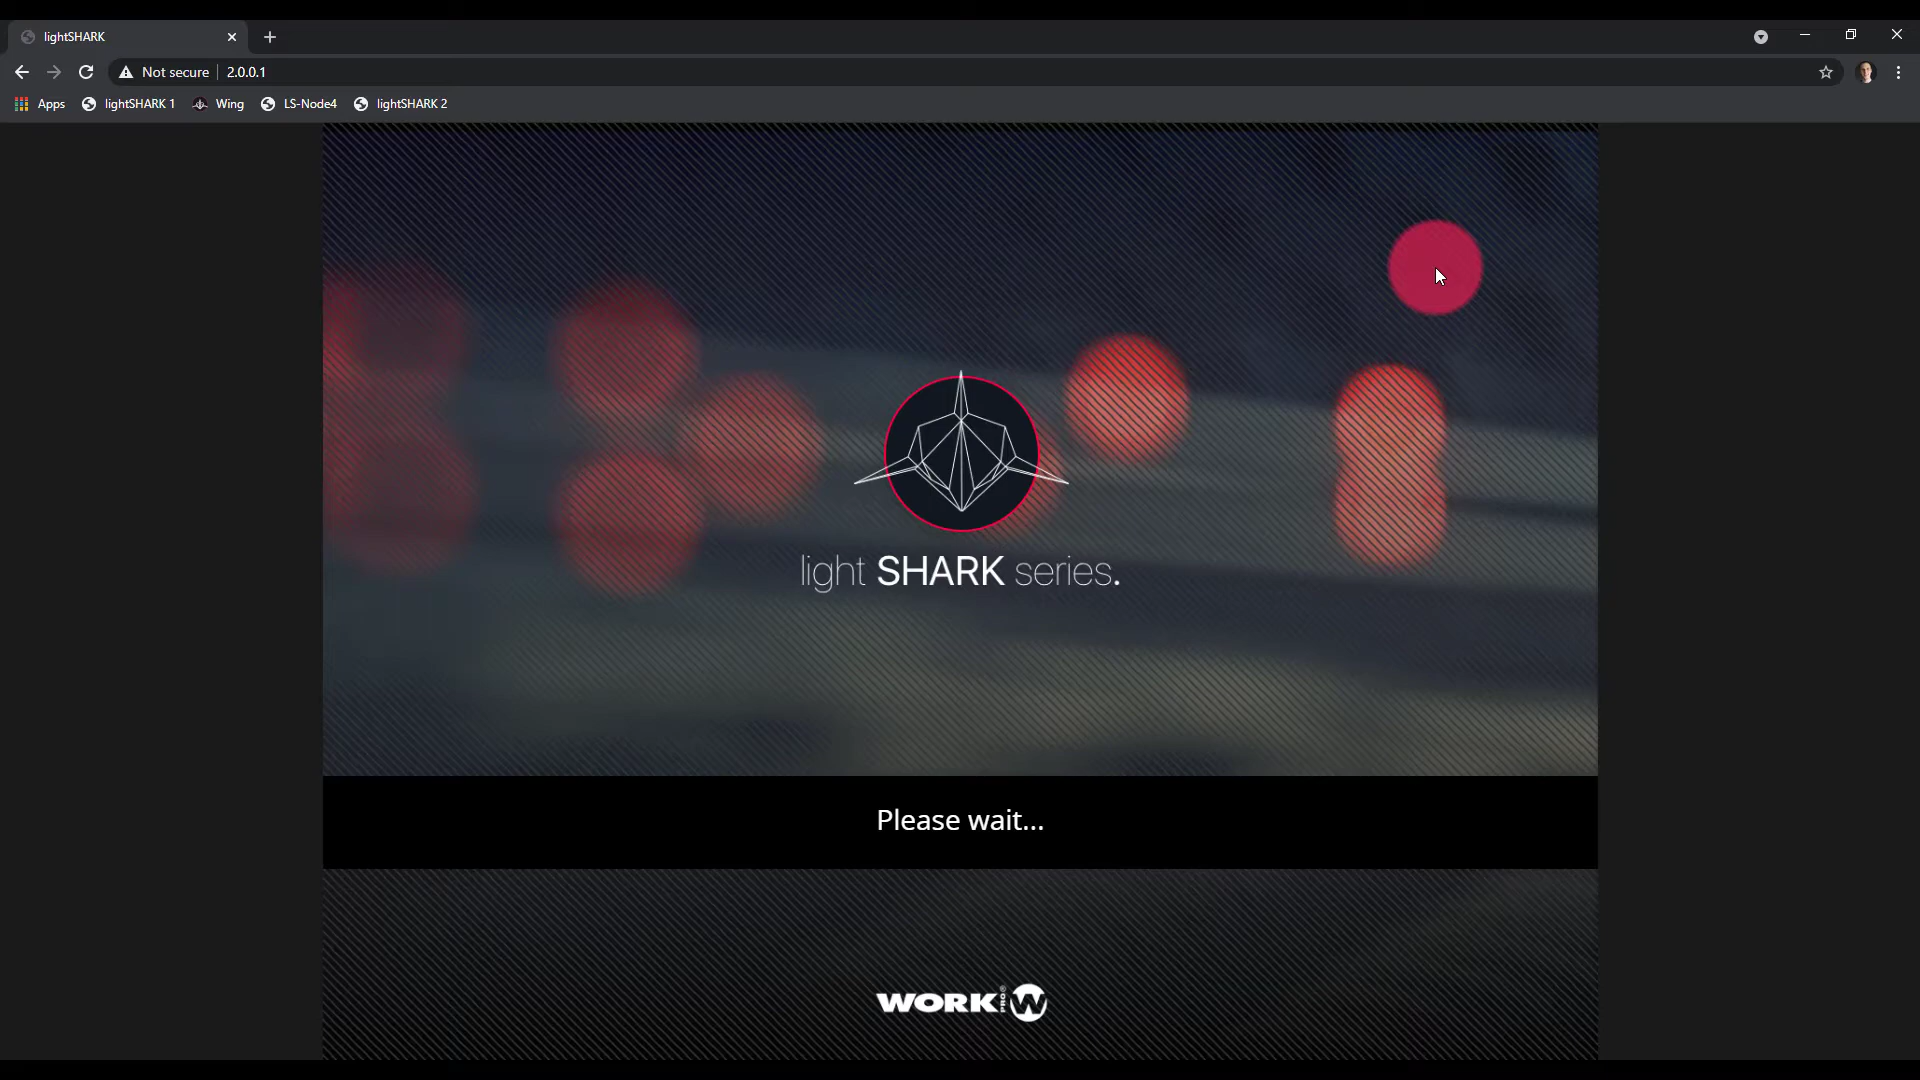 lightSHARK
Not secure 2.0.0.1
Apps lightSHARK 1 Wing LS-Node4 lightSHARK 2
light SHARK series.
Please wait...
WORK PRO® W